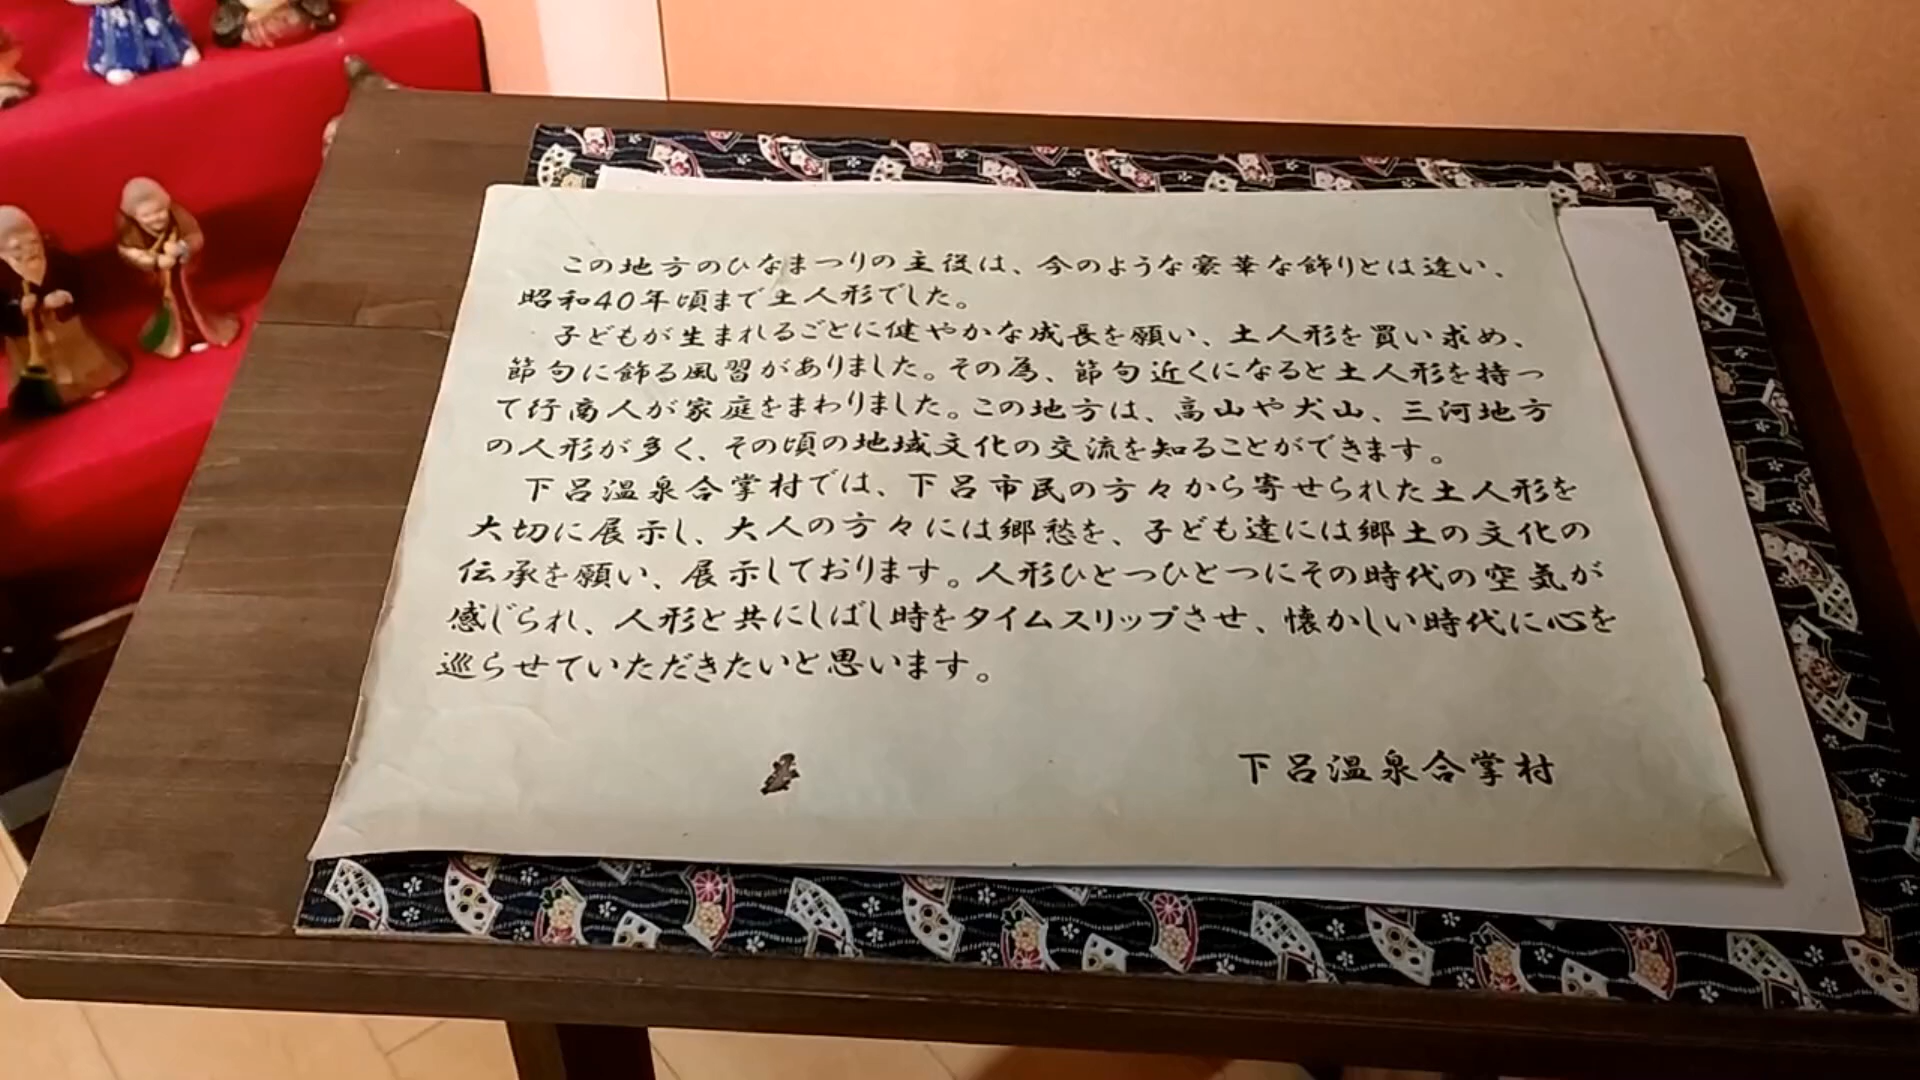 この地方のひなまつりの主役は、今のような豪華な飾りとは違い、
昭和40年頃まで土人形でした。
子どもが生まれるごとに健やかな成長を願い、土人形を買い求め、
節句に飾る風習がありました。その為、節句近くになると土人形を持っ
て行商人が家庭をまわりました。この地方は、高山や犬山、三河地方
の人形が多く、その頃の地域文化の交流を知ることができます。
下呂温泉合掌村では、下呂市民の方々から寄せられた土人形を
大切に展示し、大人の方々には郷愁を、子ども達には郷土の文化の
伝承を願い、展示しております。人形ひとつひとつにその時代の空気が
感じられ、人形と共にしばし時をタイムスリップさせ、懐かしい時代に心を
巡らせていただきたいと思います。
下呂温泉合掌村